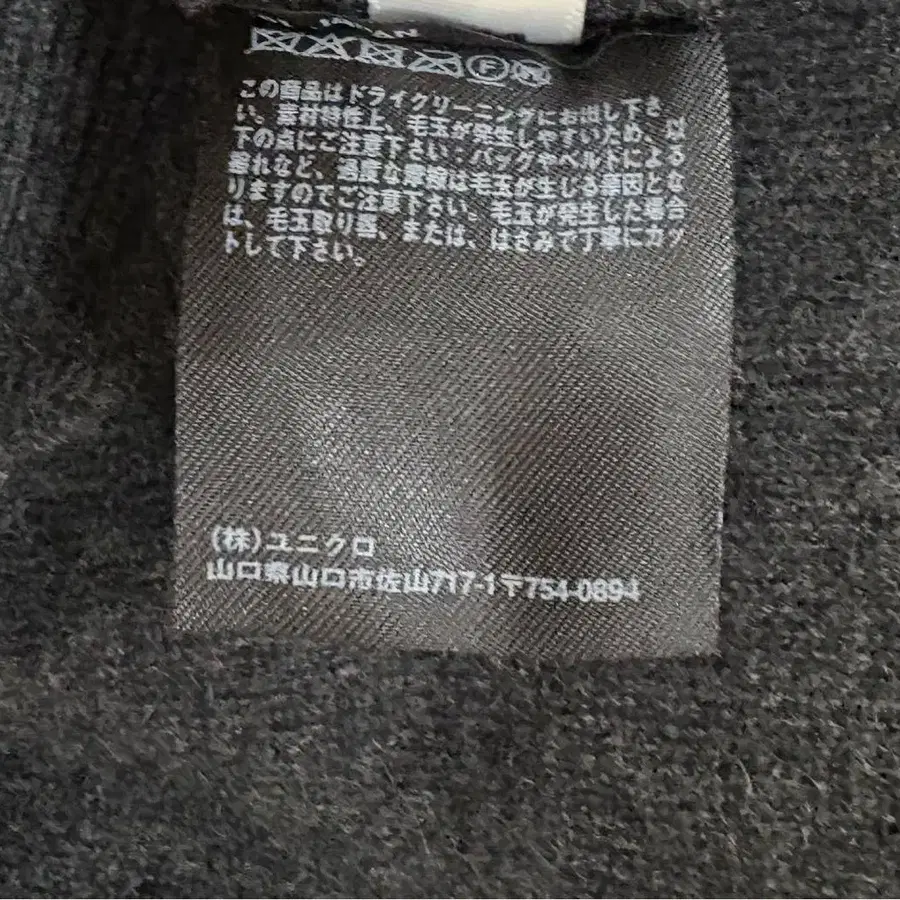 この商品はドライクリーニングにお出し下さ
い。素材特性上、毛玉が発生しやすいため、以
下の点にご注意下さい：バッグやベルトによる
擦れなど、過度な摩擦は毛玉が生じる原因とな
りますのでご注意下さい。毛玉が発生した場合
は、毛玉取り器、または、はさみで丁寧にカッ
トして下さい。
(株)ユニクロ
山口県山口市佐山717-1〒754-0894